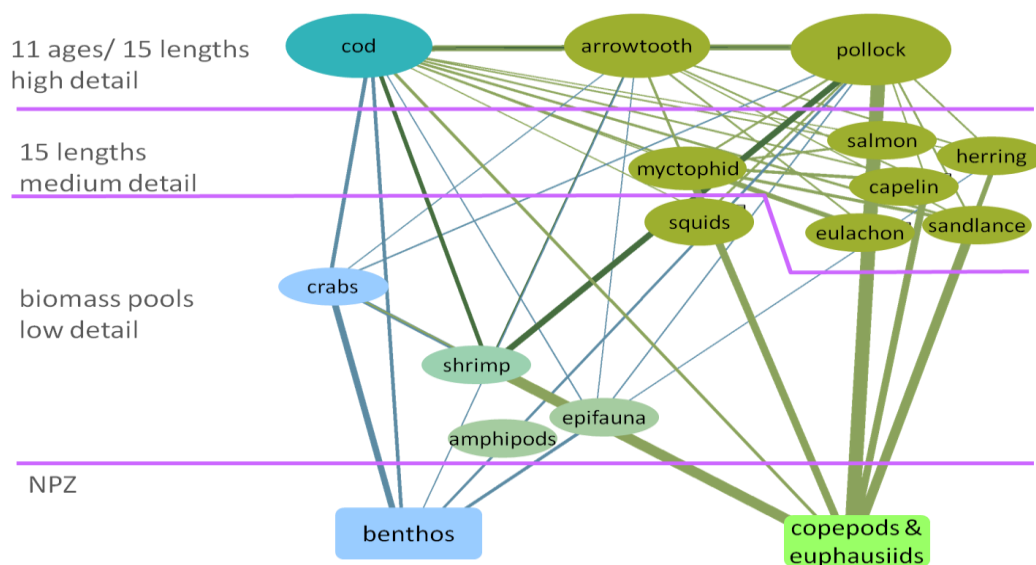 11 ages/ 15 lengths
high detail
cod
arrowtooth
pollock
15 lengths
medium detail
myctophid
salmon
herring
capelin
squids
eulachon
sandlance
biomass pools
low detail
crabs
shrimp
epifauna
amphipods
NPZ
benthos
copepods &
euphausiids